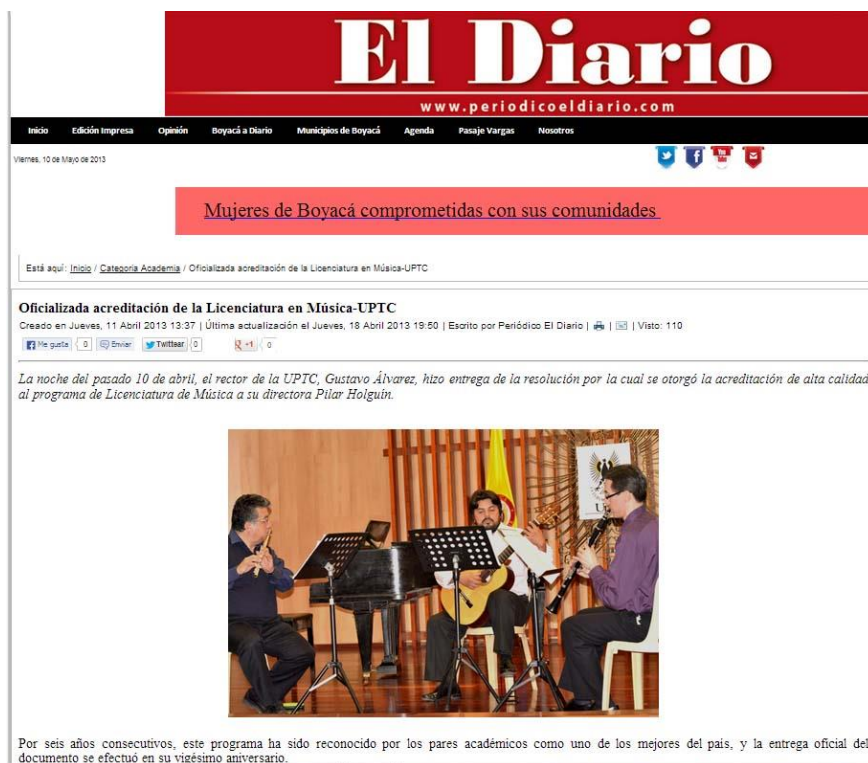 El Diario
www.periodicoeldiario.com
Inicio Edición Impresa Opinión Boyacá a Diario Municipios de Boyacá Agenda Pasaje Vargas Nosotros
Viernes, 10 de Mayo de 2013
You Tube
Mujeres de Boyacá comprometidas con sus comunidades
Está aquí: Inicio / Categoría Academia / Oficializada acreditación de la Licenciatura en Música-UPTC
Oficializada acreditación de la Licenciatura en Música-UPTC
Creado en Jueves, 11 Abril 2013 13:37 | Última actualización el Jueves, 18 Abril 2013 19:50 | Escrito por Periódico El Diario | | | Visto: 110
Me gusta 0 Enviar Twittear 0 +1 0
La noche del pasado 10 de abril, el rector de la UPTC, Gustavo Álvarez, hizo entrega de la resolución por la cual se otorgó la acreditación de alta calidad
al programa de Licenciatura de Música a su directora Pilar Holguín.
Por seis años consecutivos, este programa ha sido reconocido por los pares académicos como uno de los mejores del país, y la entrega oficial del
documento se efectuó en su vigésimo aniversario.